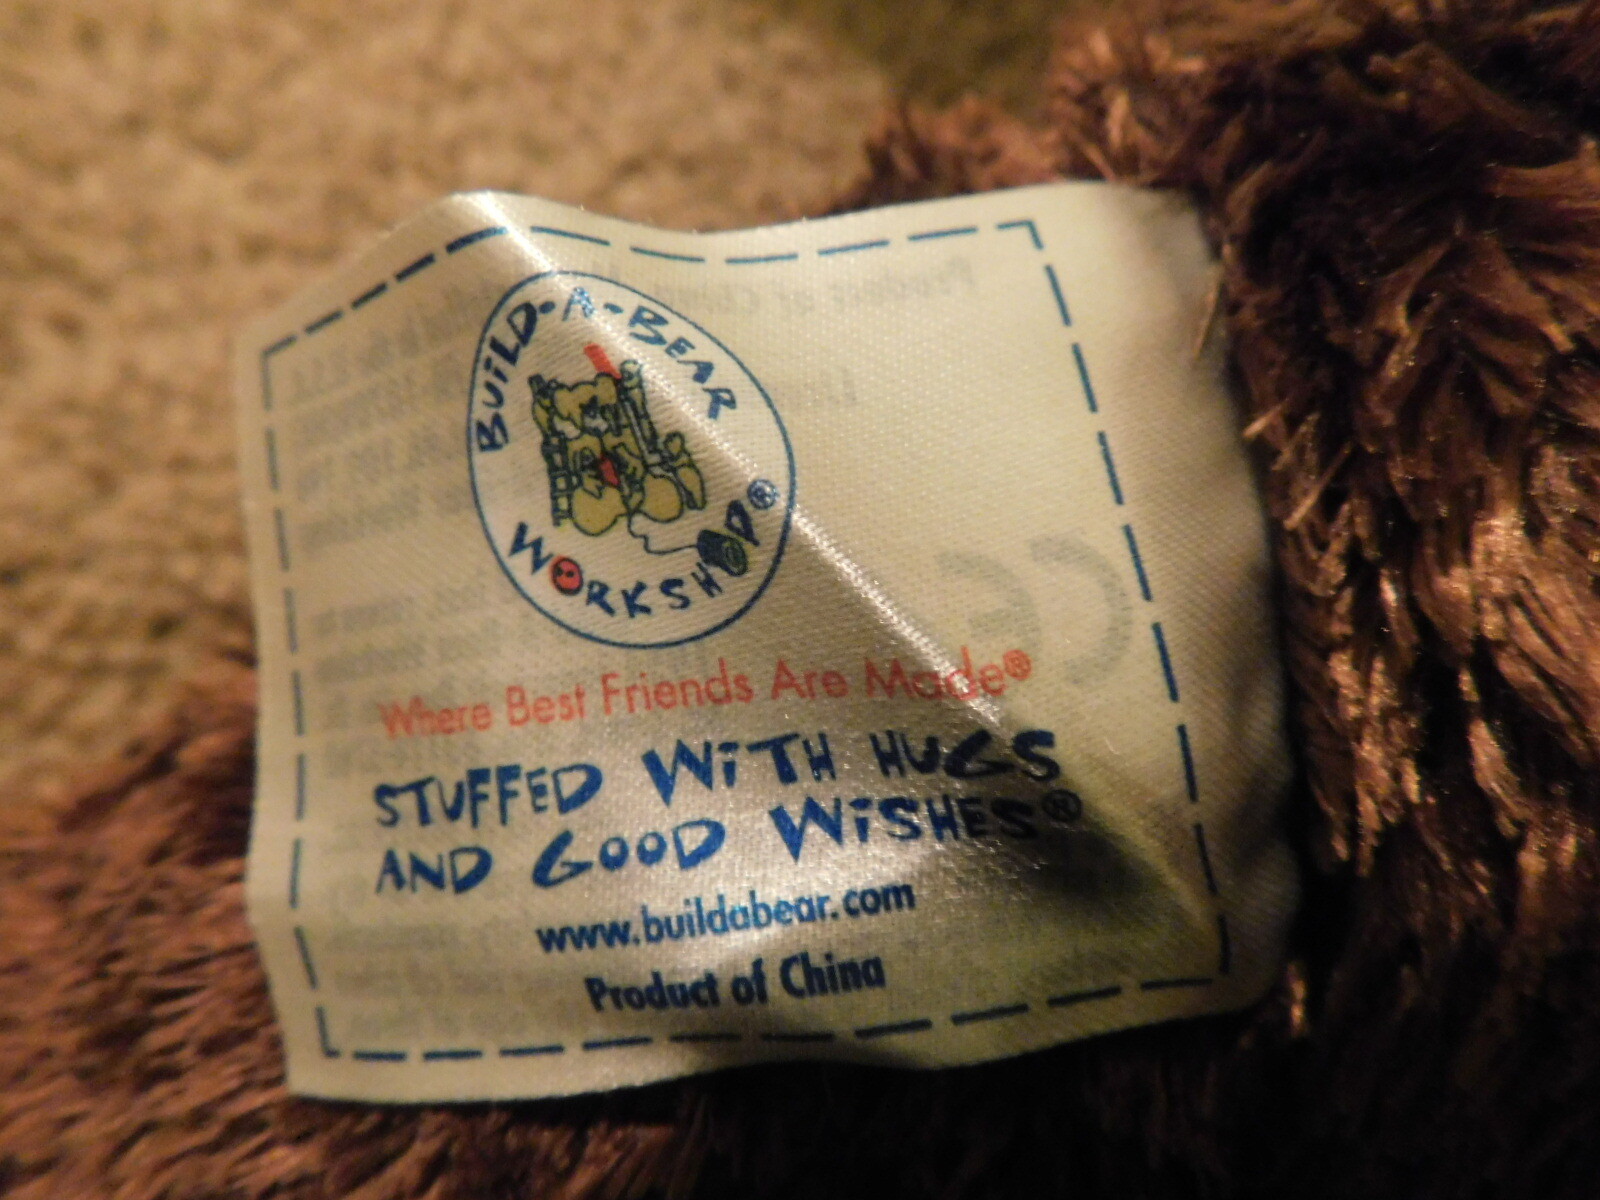 BUiLD-A-BEAR
WORKSHOP®
Where Best Friends Are Made®
STUFFED WiTH HUGS
AND GOOD WiSHES®
www.buildabear.com
Product of China